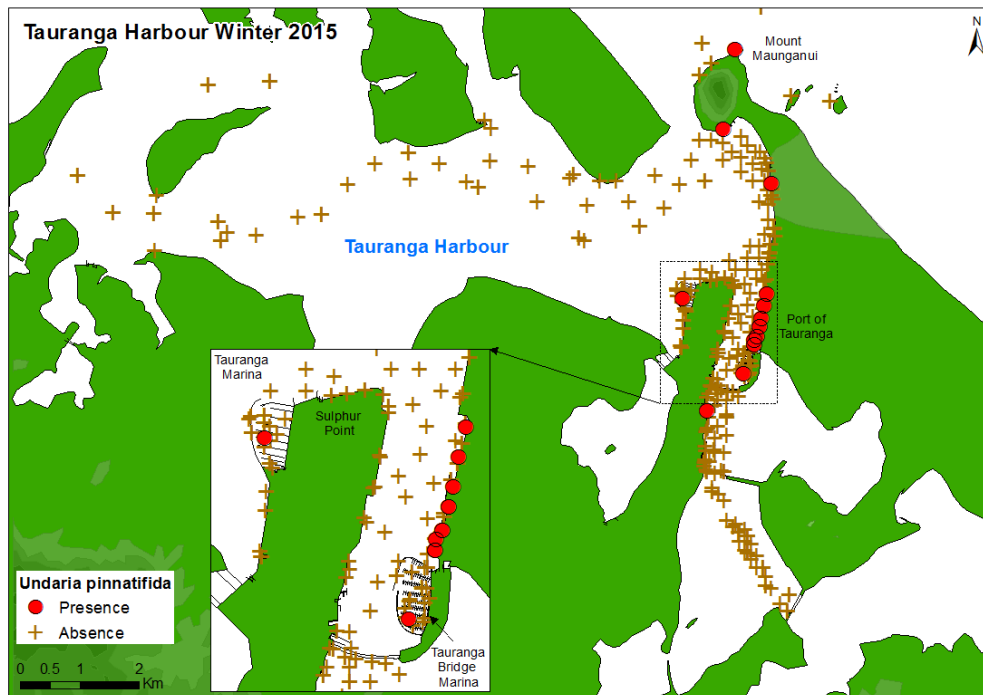 Tauranga Harbour Winter 2015
N
Mount
Maunganui
Tauranga Harbour
Port of
Tauranga
Tauranga
Marina
Sulphur
Point
Tauranga
Bridge
Marina
Undaria pinnatifida
Presence
Absence
0 0.5 1 2
Km